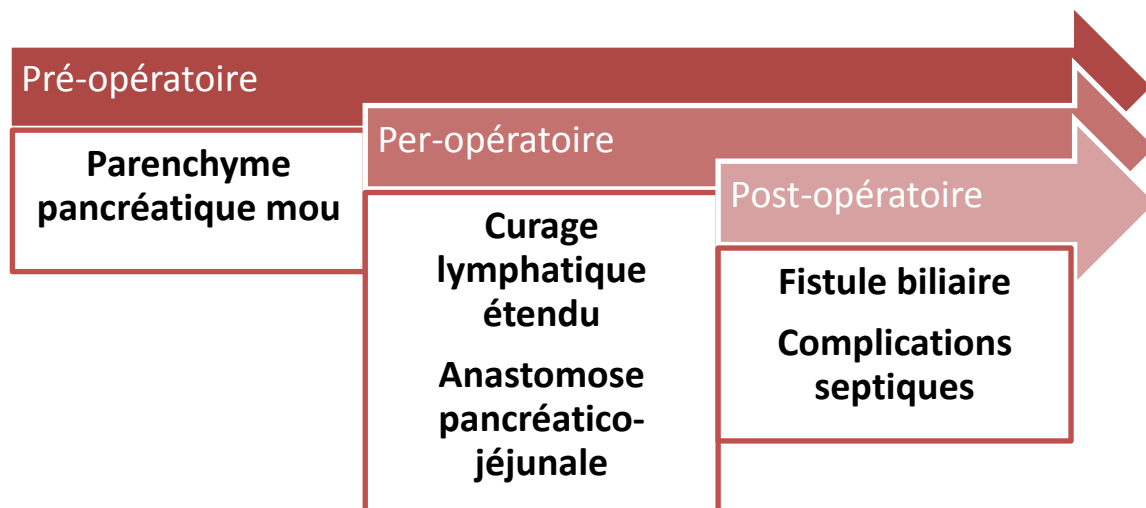 Pré-opératoire
Parenchyme
pancréatique mou
Per-opératoire
Curage
lymphatique
étendu
Anastomose
pancréatico-
jéjunale
Post-opératoire
Fistule biliaire
Complications
septiques